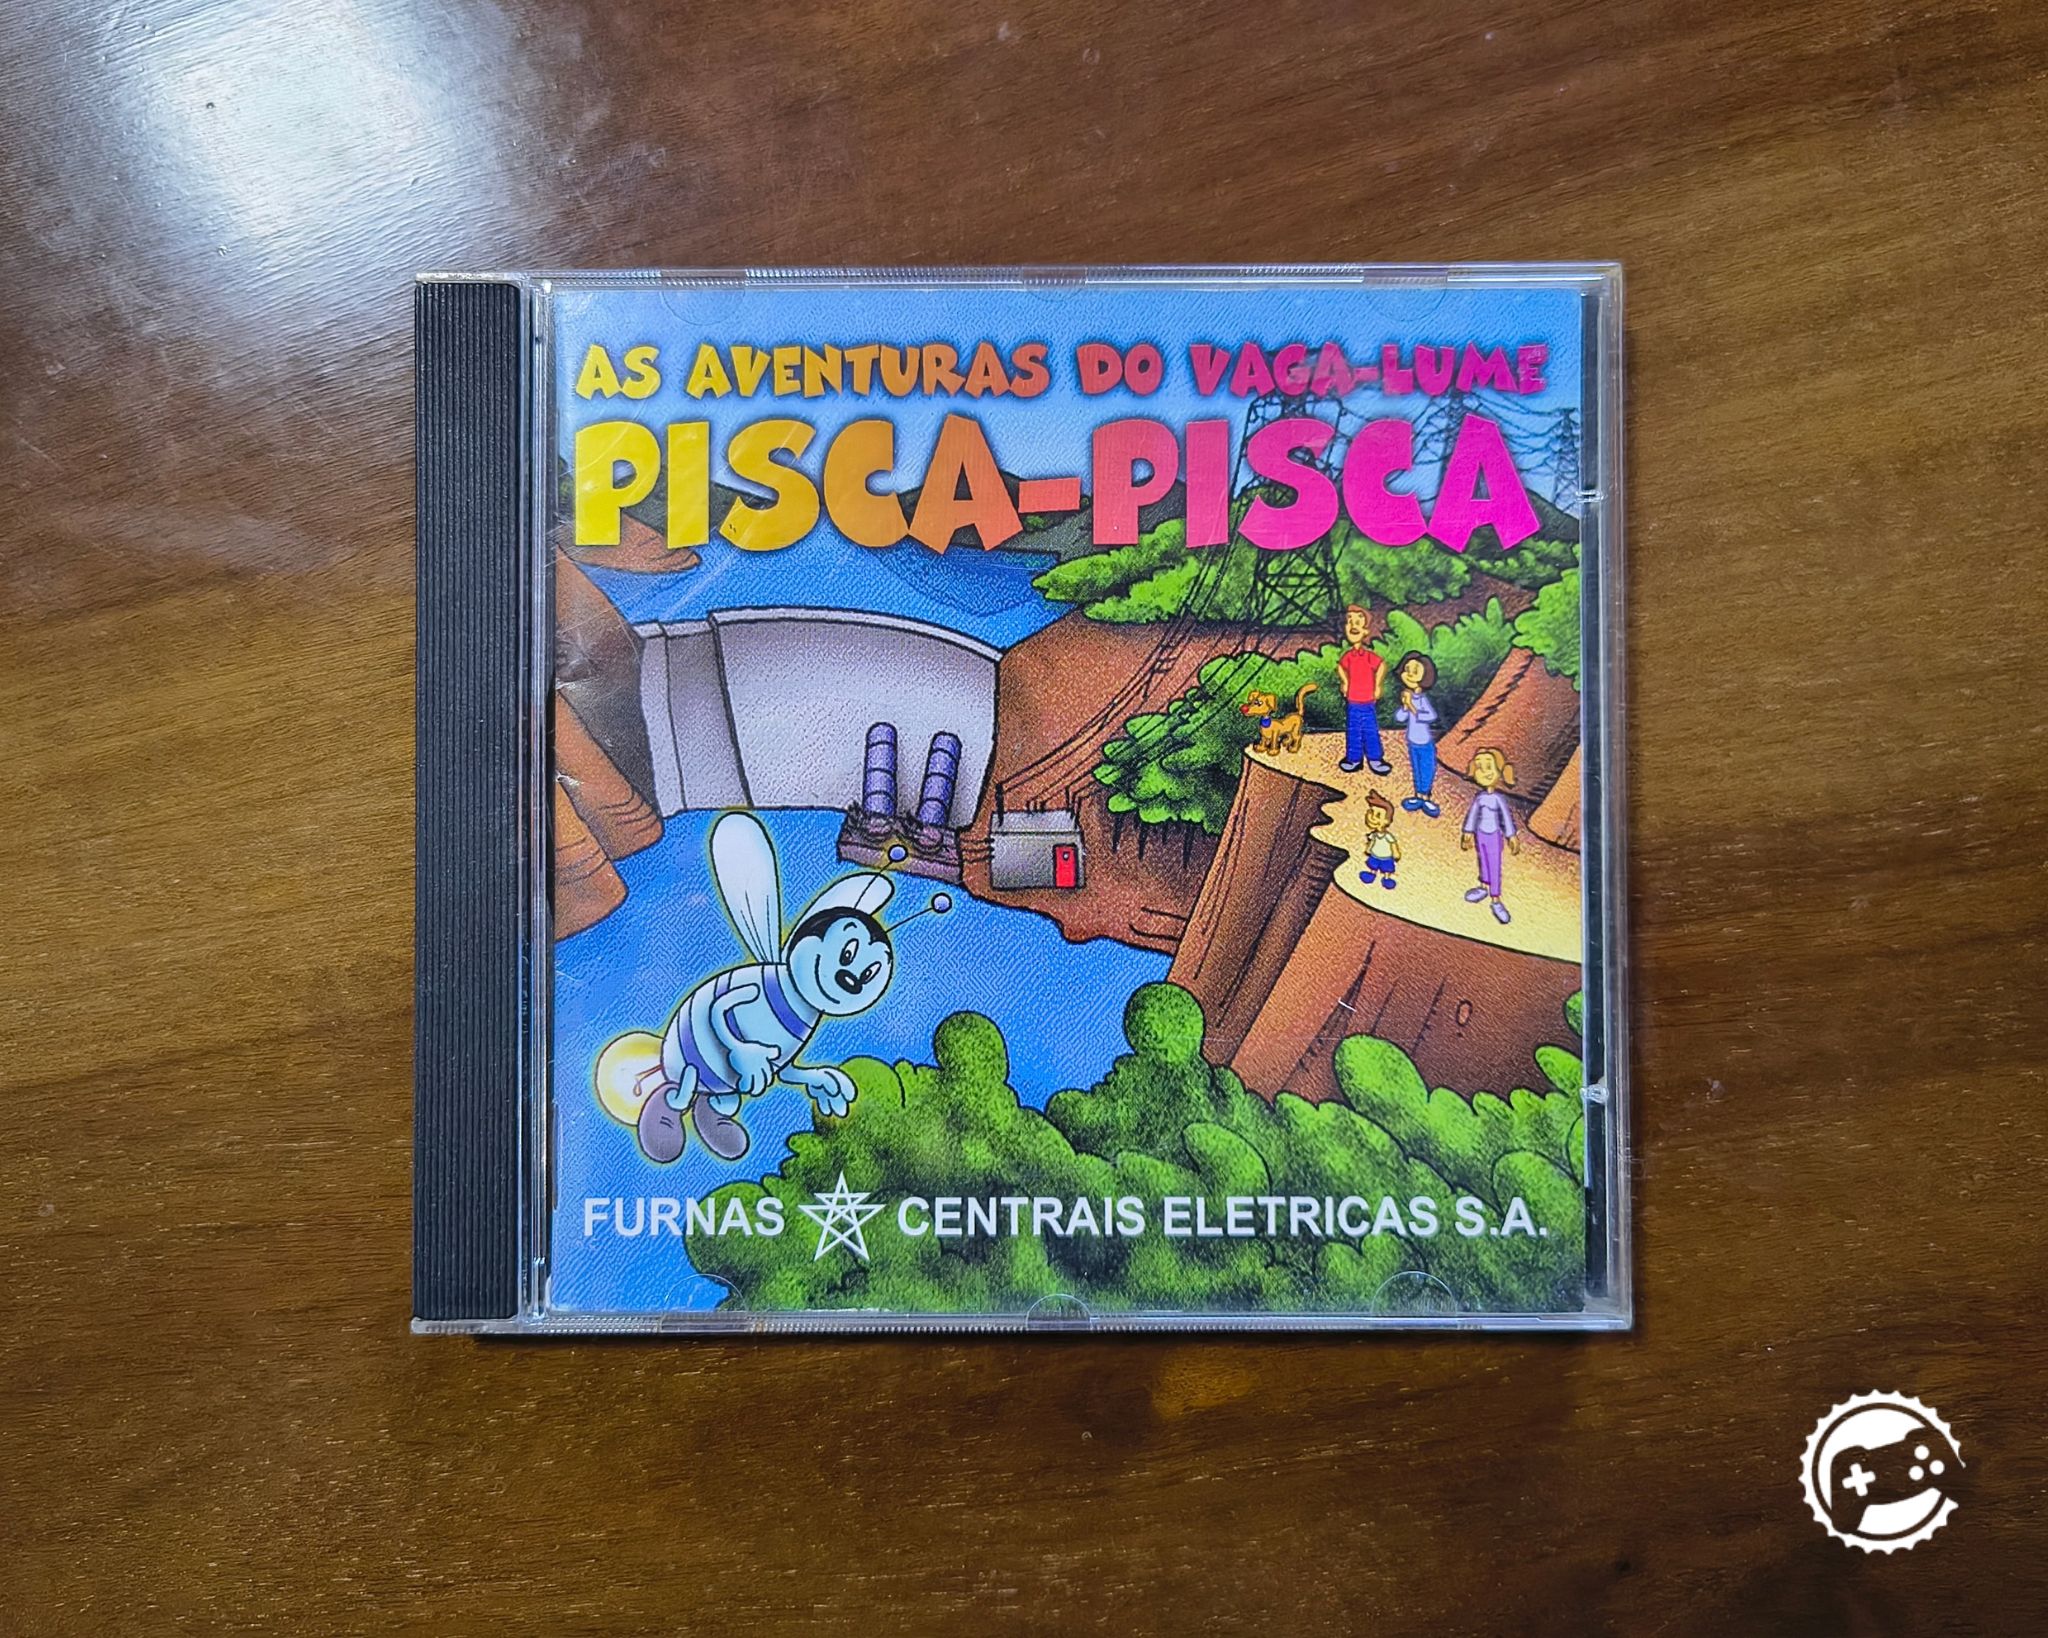 AS AVENTURAS DO VAGA-LUME
PISCA-PISCA
FURNAS CENTRAIS ELETRICAS S.A.